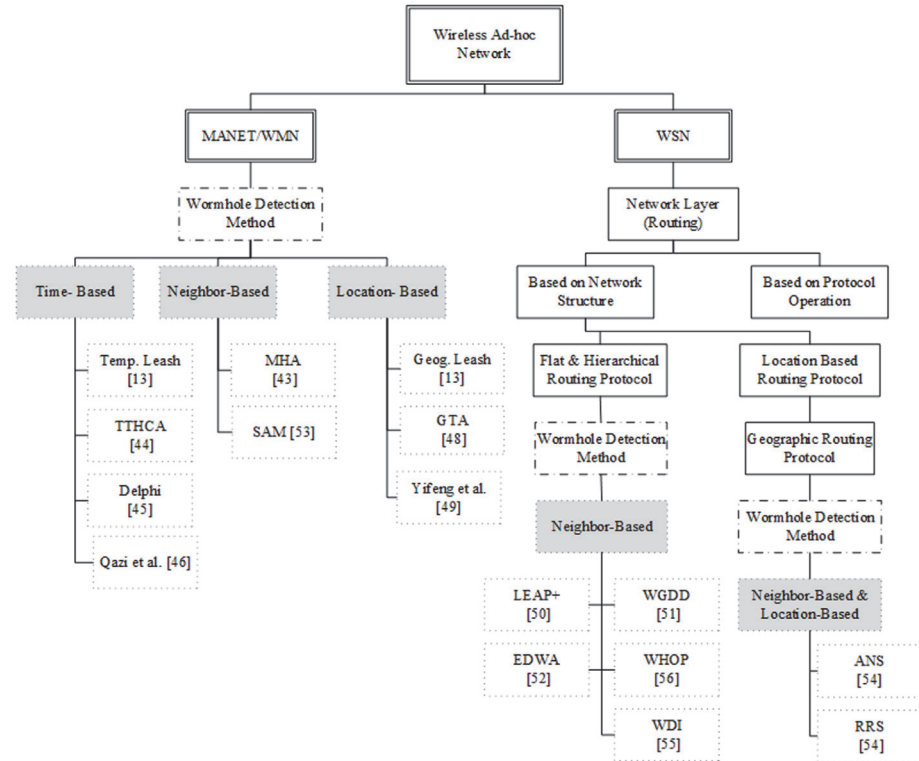 Wireless Ad-hoc
Network
MANET/WMN
WSN
Wormhole Detection
Method
Network Layer
(Routing)
Time- Based
Neighbor-Based
Location- Based
Based on Network
Structure
Based on Protocol
Operation
Temp. Leash
[13]
MHA
[43]
Geog. Leash
[13]
Flat & Hierarchical
Routing Protocol
Location Based
Routing Protocol
TTHCA
[44]
SAM [53]
GTA
[48]
Wormhole Detection
Method
Geographic Routing
Protocol
Delphi
[45]
Yifeng et al.
[49]
Neighbor-Based
Wormhole Detection
Method
Qazi et al. [46]
LEAP+
[50]
WGDD
[51]
Neighbor-Based &
Location-Based
EDWA
[52]
WHOP
[56]
ANS
[54]
WDI
[55]
RRS
[54]